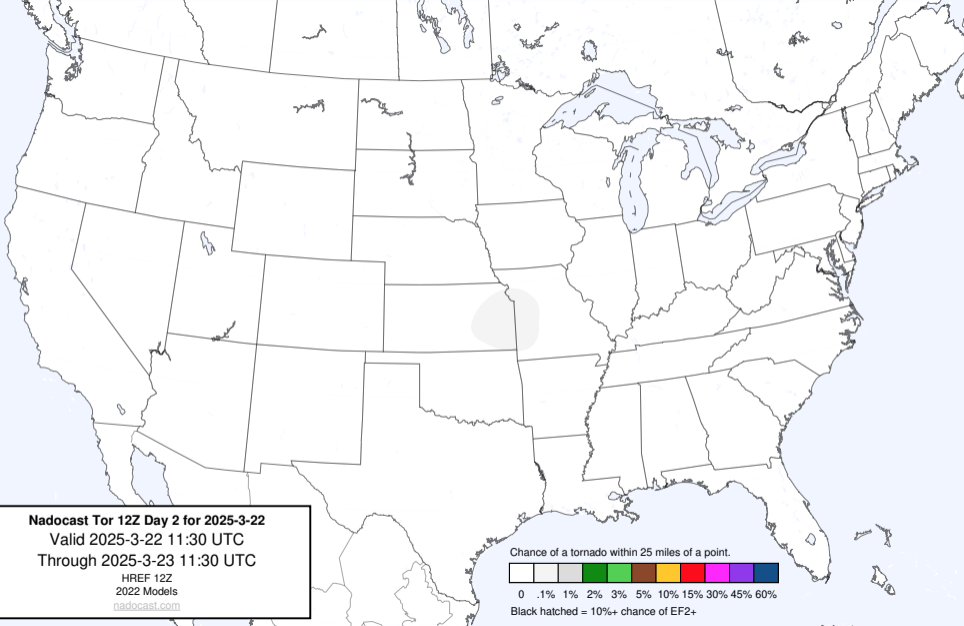 Nadocast Tor 12Z Day 2 for 2025-3-22
Valid 2025-3-22 11:30 UTC
Through 2025-3-23 11:30 UTC
HREF 12Z
2022 Models
nadocast.com
Chance of a tornado within 25 miles of a point.
0 .1% 1% 2% 3% 5% 10% 15% 30% 45% 60%
Black hatched = 10%+ chance of EF2+